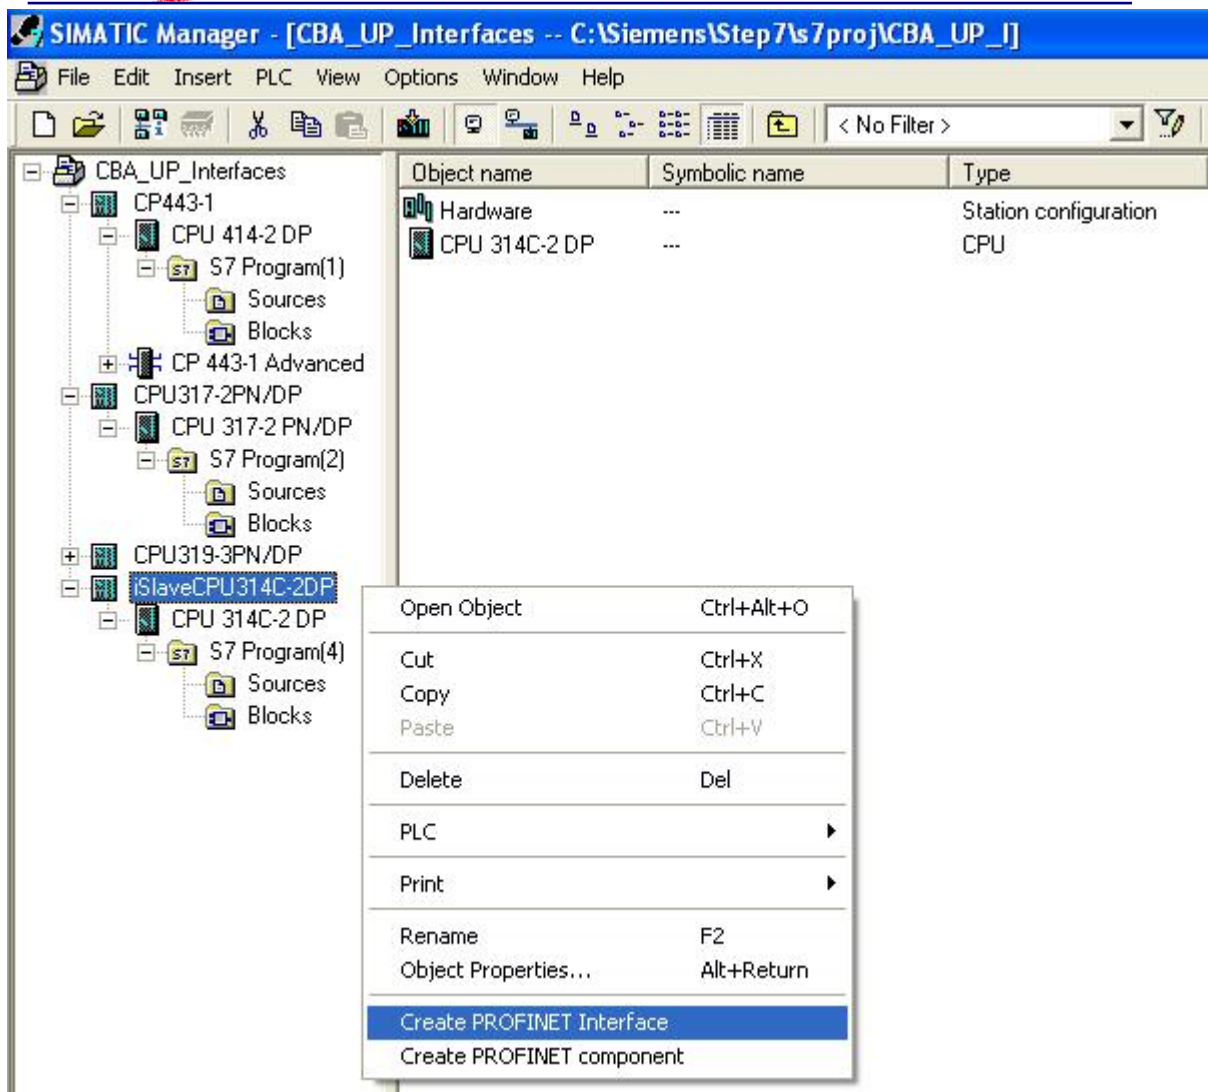 SIMATIC Manager - [CBA_UP_Interfaces -- C:\Siemens\Step7\s7proj\CBA_UP_I]
File Edit Insert PLC View Options Window Help
< No Filter >
CBA_UP_Interfaces
CP443-1
CPU 414-2 DP
S7 Program(1)
Sources
Blocks
CP 443-1 Advanced
CPU317-2PN/DP
CPU 317-2 PN/DP
S7 Program(2)
Sources
Blocks
CPU319-3PN/DP
iSlaveCPU314C-2DP
CPU 314C-2 DP
S7 Program(4)
Sources
Blocks
Object name Symbolic name Type
Hardware --- Station configuration
CPU 314C-2 DP --- CPU
Open Object Ctrl+Alt+O
Cut Ctrl+X
Copy Ctrl+C
Paste Ctrl+V
Delete Del
PLC
Print
Rename F2
Object Properties... Alt+Return
Create PROFINET Interface
Create PROFINET component